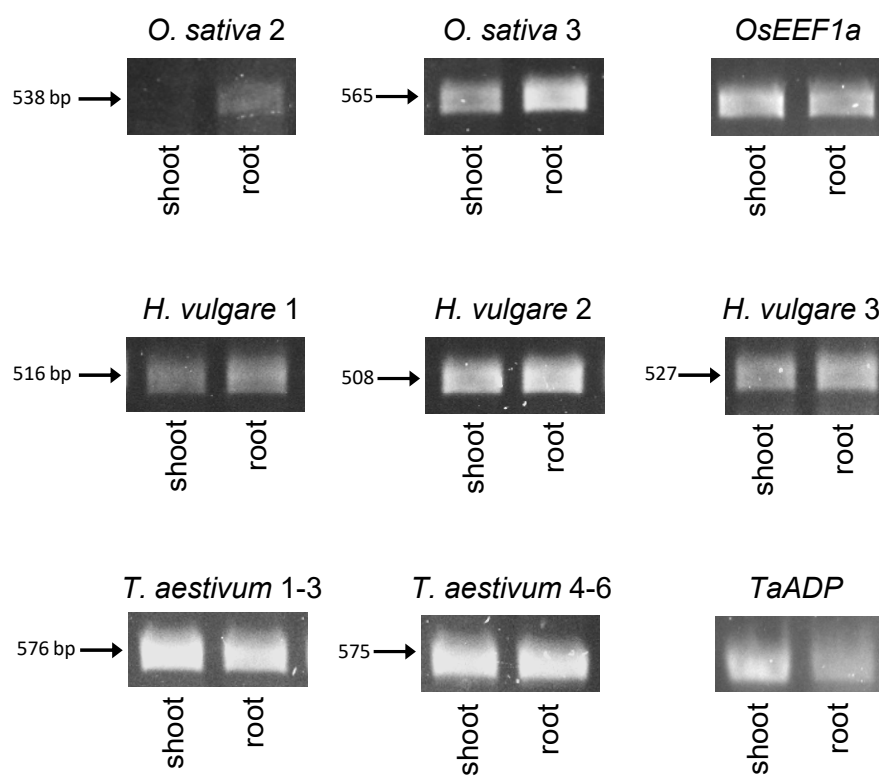 O. sativa 2
O. sativa 3
OsEEF1a
538 bp
565
shoot
root
shoot
root
shoot
root
H. vulgare 1
H. vulgare 2
H. vulgare 3
516 bp
508
527
shoot
root
shoot
root
shoot
root
T. aestivum 1-3
T. aestivum 4-6
TaADP
576 bp
575
shoot
root
shoot
root
shoot
root